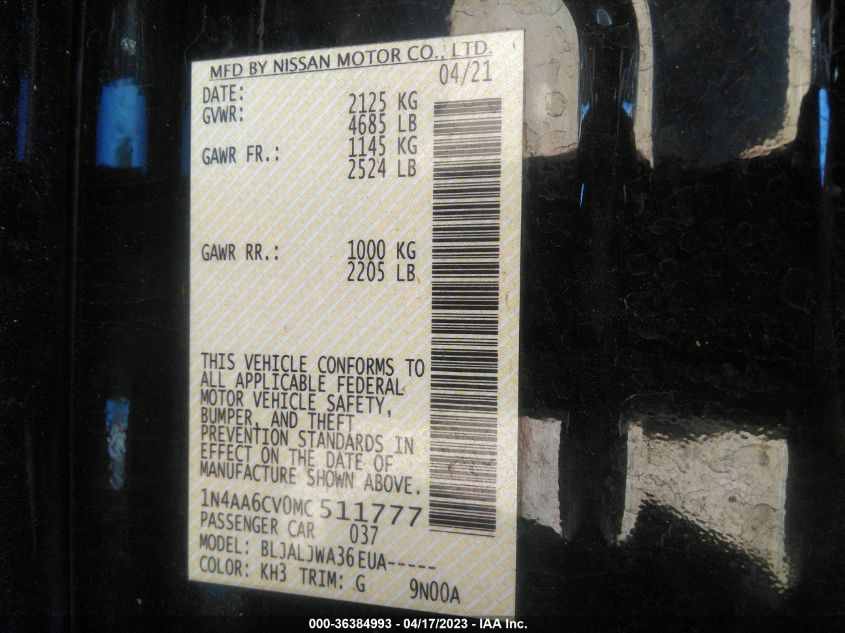 MFD BY NISSAN MOTOR CO., LTD.
DATE: 04/21
GVWR: 2125 KG
4685 LB
GAWR FR.: 1145 KG
2524 LB
GAWR RR.: 1000 KG
2205 LB
THIS VEHICLE CONFORMS TO
ALL APPLICABLE FEDERAL
MOTOR VEHICLE SAFETY,
BUMPER, AND THEFT
PREVENTION STANDARDS IN
EFFECT ON THE DATE OF
MANUFACTURE SHOWN ABOVE.
1N4AA6CV0MC511777
PASSENGER CAR 037
MODEL: BLJALJWA36EUA-----
COLOR: KH3 TRIM: G 9N00A
000-36384993 - 04/17/2023 - IAA Inc.